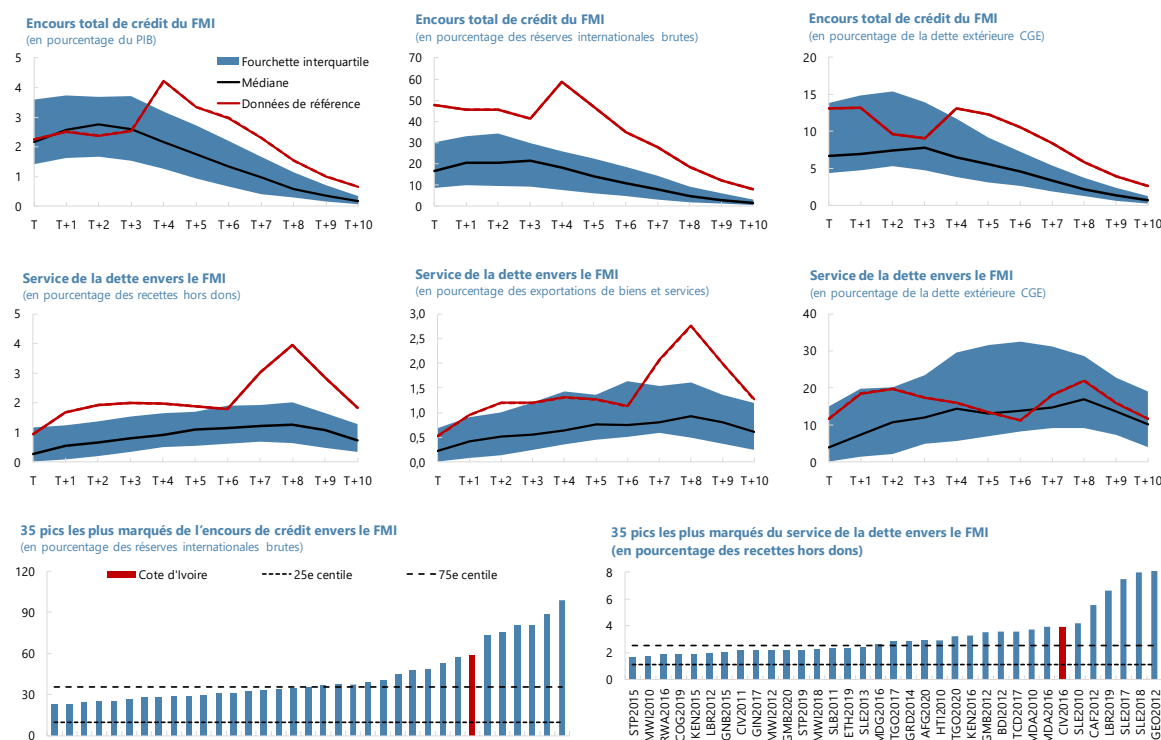 Encours total de crédit du FMI
(en pourcentage du PIB)
5
4
3
2
1
0
Fourchette interquartile
Médiane
Données de référence
T T+1 T+2 T+3 T+4 T+5 T+6 T+7 T+8 T+9 T+10
Encours total de crédit du FMI
(en pourcentage des réserves internationales brutes)
70
60
50
40
30
20
10
0
T T+1 T+2 T+3 T+4 T+5 T+6 T+7 T+8 T+9 T+10
Encours total de crédit du FMI
(en pourcentage de la dette extérieure CGE)
20
15
10
5
0
T T+1 T+2 T+3 T+4 T+5 T+6 T+7 T+8 T+9 T+10
Service de la dette envers le FMI
(en pourcentage des recettes hors dons)
5
4
3
2
1
0
T T+1 T+2 T+3 T+4 T+5 T+6 T+7 T+8 T+9 T+10
Service de la dette envers le FMI
(en pourcentage des exportations de biens et services)
3,0
2,5
2,0
1,5
1,0
0,5
0,0
T T+1 T+2 T+3 T+4 T+5 T+6 T+7 T+8 T+9 T+10
Service de la dette envers le FMI
(en pourcentage de la dette extérieure CGE)
40
30
20
10
0
T T+1 T+2 T+3 T+4 T+5 T+6 T+7 T+8 T+9 T+10
35 pics les plus marqués de l'encours de crédit envers le FMI
(en pourcentage des réserves internationales brutes)
120
90
60
30
0
Cote d'Ivoire
25e centile
75e centile
35 pics les plus marqués du service de la dette envers le FMI
(en pourcentage des recettes hors dons)
8
6
4
2
0
STP2015
MWI2010
RWA2016
COG2019
KEN2015
LBR2012
GNB2015
CIV2011
GIN2017
MWI2012
GMB2020
STP2019
MWI2018
SLB2011
ETH2019
SLE2013
MDG2016
TGO2017
GRD2014
AFG2020
HTI2010
TGO2020
KEN2016
GMB2012
BDI2012
TCD2017
MDA2010
MDA2016
CIV2016
SLE2010
CAF2012
LBR2019
SLE2017
SLE2018
GEO2012